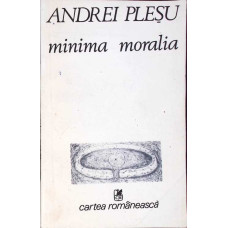 ANDREI PLEȘU
minima moralia
cartea românească